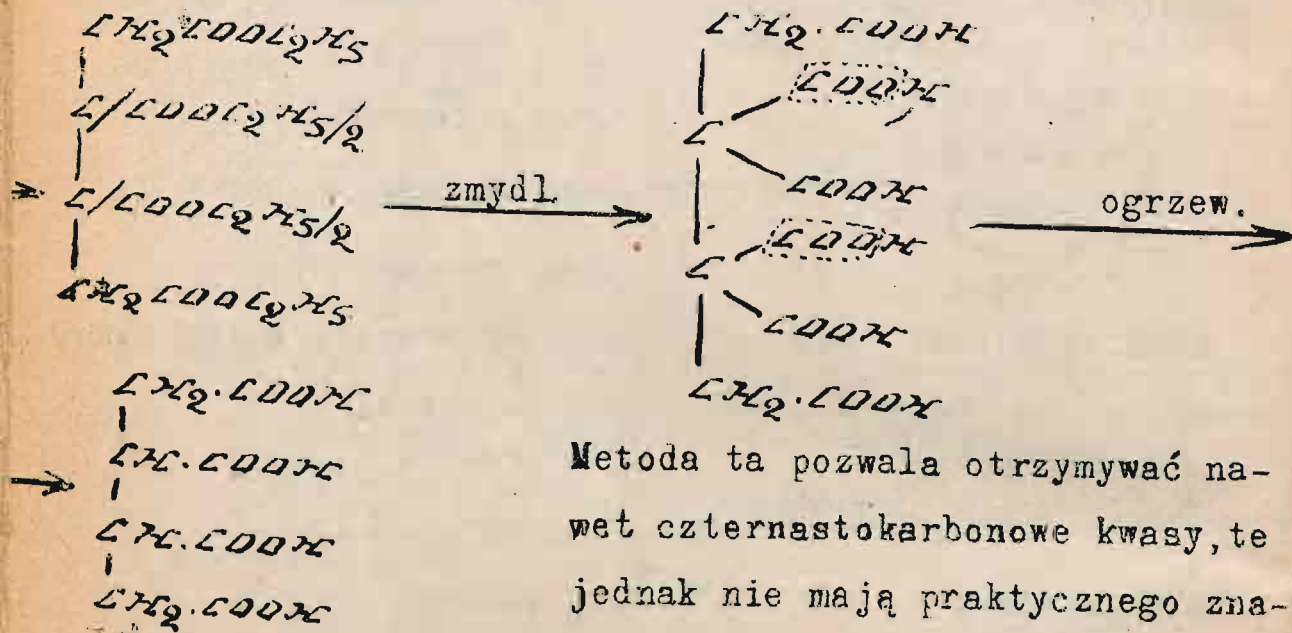 CH2COOC2H5
C/COOC2H5/2
→ C/COOC2H5/2
CH2COOC2H5
zmydl.
CH2.COOH
COOH
C
COOH
COOH
C
COOH
CH2.COOH
ogrzew.
→
CH2.COOH
CH.COOH
CH.COOH
CH2.COOH
Metoda ta pozwala otrzymywać na-
wet czternastokarbonowe kwasy, te
jednak nie mają praktycznego zna-